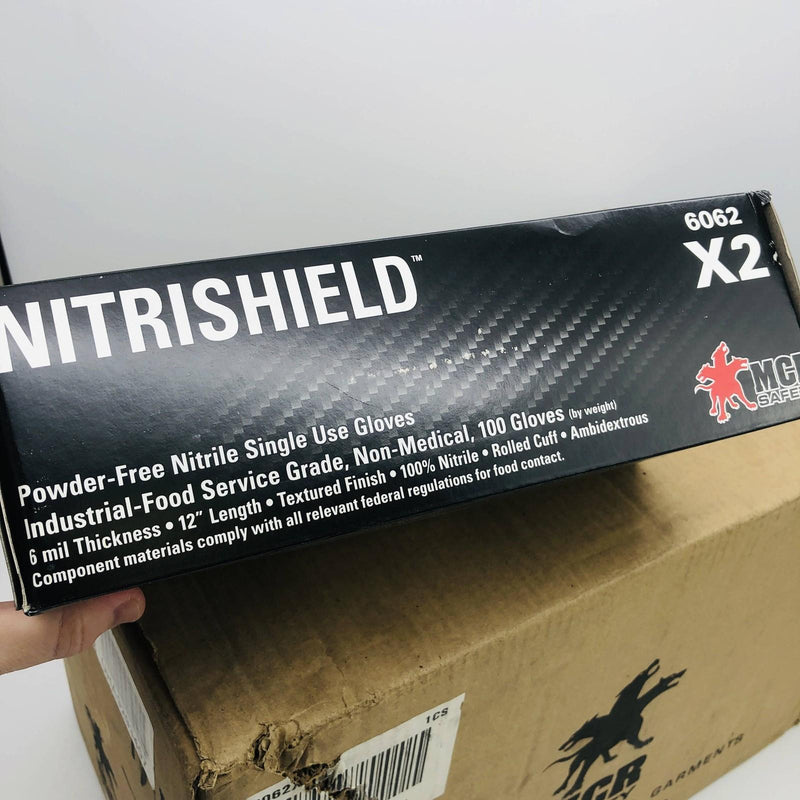 6062
X2
NITRISHIELD™
MCR
SAFETY
Powder-Free Nitrile Single Use Gloves
Industrial-Food Service Grade, Non-Medical, 100 Gloves (by weight)
6 mil Thickness • 12" Length • Textured Finish • 100% Nitrile • Rolled Cuff • Ambidextrous
Component materials comply with all relevant federal regulations for food contact.
1CS
MCR
GARMENTS